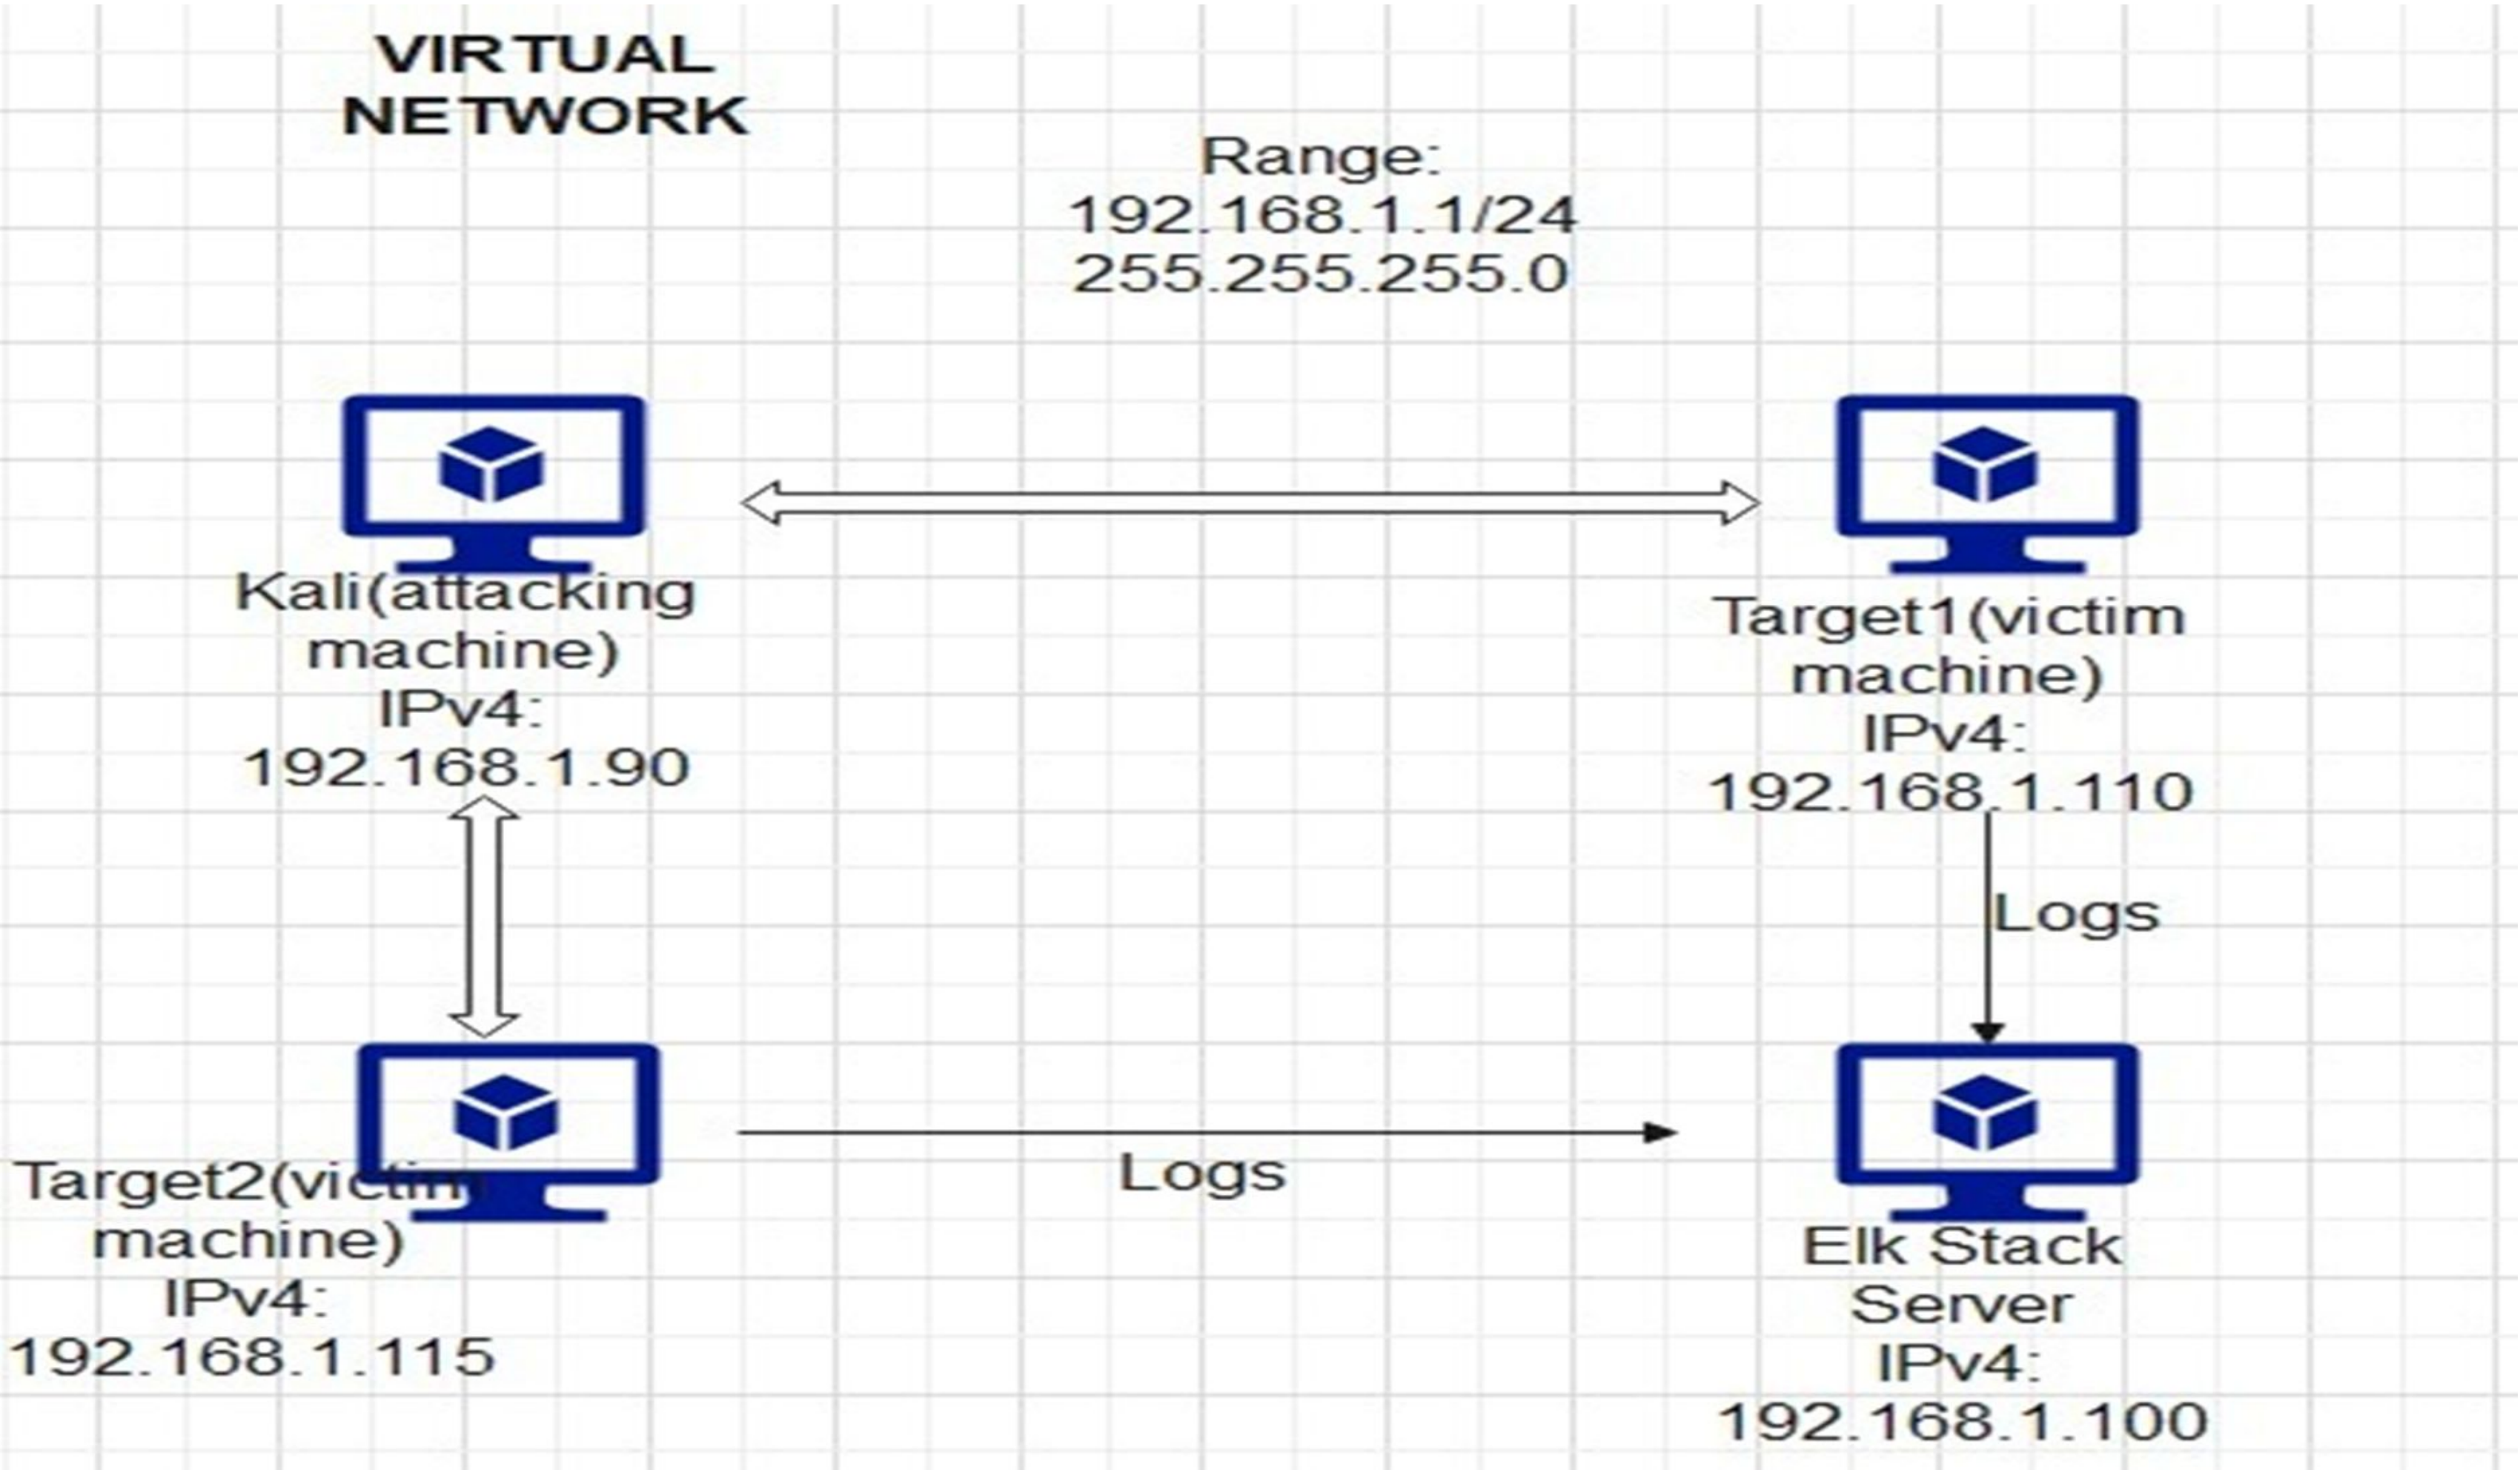 VIRTUAL
NETWORK
Range:
192.168.1.1/24
255.255.255.0
Kali(attacking
machine)
IPv4:
192.168.1.90
Target1(victim
machine)
IPv4:
192.168.1.110
Logs
Target2(victim
machine)
IPv4:
192.168.1.115
Logs
Elk Stack
Server
IPv4:
192.168.1.100